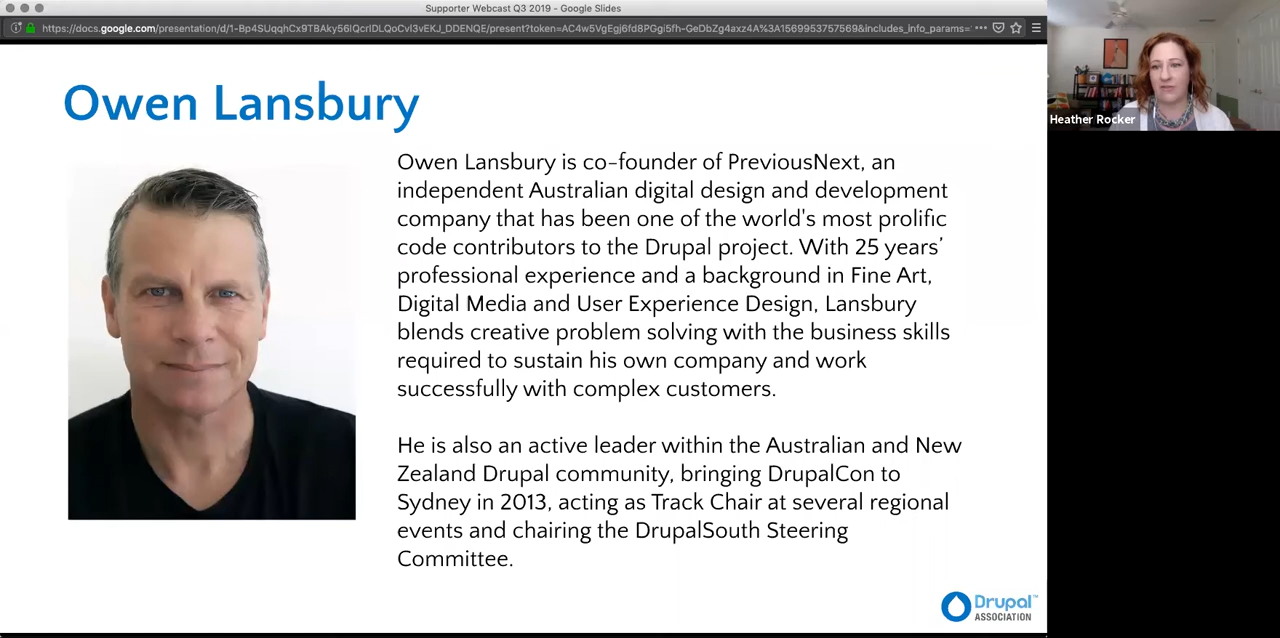 Supporter Webcast Q3 2019 - Google Slides
Owen Lansbury
Owen Lansbury is co-founder of PreviousNext, an
independent Australian digital design and development
company that has been one of the world's most prolific
code contributors to the Drupal project. With 25 years’
professional experience and a background in Fine Art,
Digital Media and User Experience Design, Lansbury
blends creative problem solving with the business skills
required to sustain his own company and work
successfully with complex customers.
He is also an active leader within the Australian and New
Zealand Drupal community, bringing DrupalCon to
Sydney in 2013, acting as Track Chair at several regional
events and chairing the DrupalSouth Steering
Committee.
Drupal™
ASSOCIATION
Heather Rocker